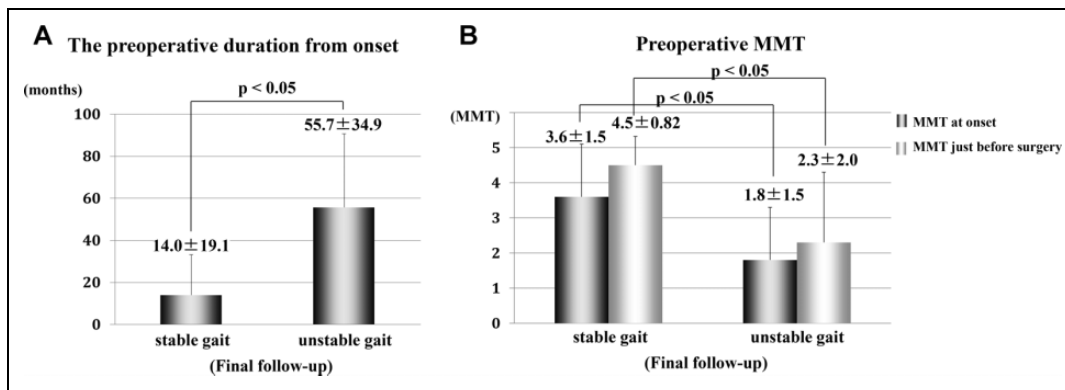 A
The preoperative duration from onset
(months)
p < 0.05
100
80
60
40
20
0
55.7±34.9
14.0±19.1
stable gait
unstable gait
(Final follow-up)
B
Preoperative MMT
p < 0.05
p < 0.05
(MMT)
5
4
3
2
1
0
3.6±1.5
4.5±0.82
1.8±1.5
2.3±2.0
MMT at onset
MMT just before surgery
stable gait
unstable gait
(Final follow-up)